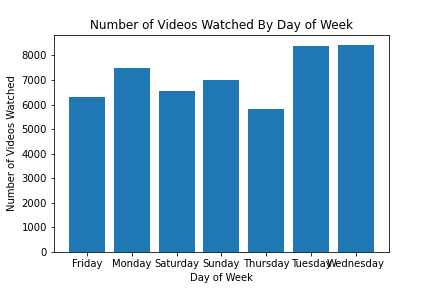 Number of Videos Watched By Day of Week
Number of Videos Watched
8000
7000
6000
5000
4000
3000
2000
1000
0
Friday Monday Saturday Sunday Thursday Tuesday Wednesday
Day of Week